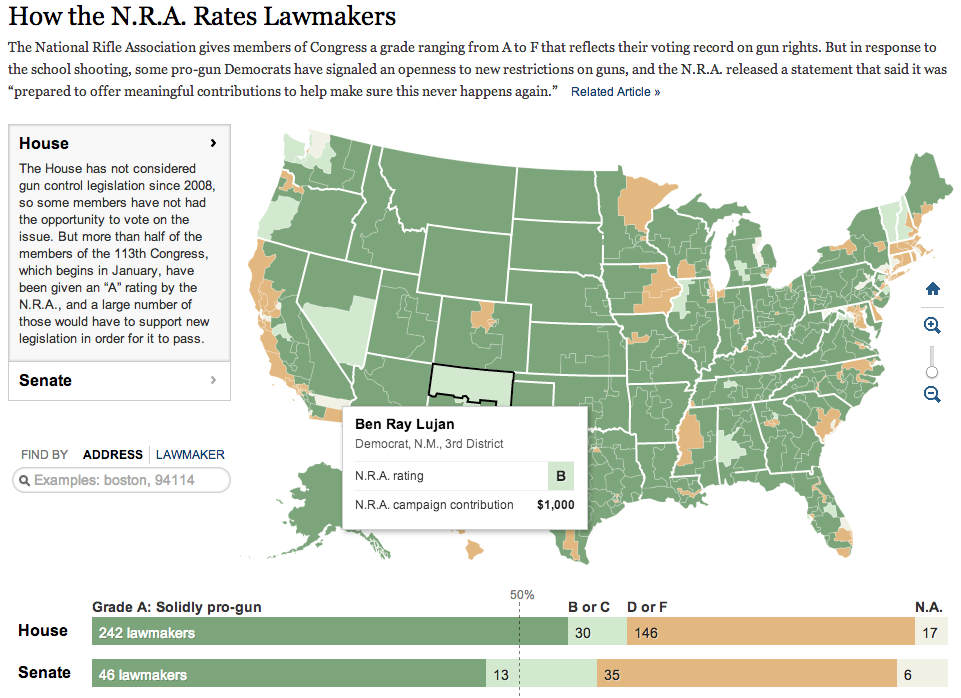 How the N.R.A. Rates Lawmakers
The National Rifle Association gives members of Congress a grade ranging from A to F that reflects their voting record on gun rights. But in response to
the school shooting, some pro-gun Democrats have signaled an openness to new restrictions on guns, and the N.R.A. released a statement that said it was
“prepared to offer meaningful contributions to help make sure this never happens again.” Related Article »
House
The House has not considered
gun control legislation since 2008,
so some members have not had
the opportunity to vote on the
issue. But more than half of the
members of the 113th Congress,
which begins in January, have
been given an “A” rating by the
N.R.A., and a large number of
those would have to support new
legislation in order for it to pass.
Senate
FIND BY ADDRESS LAWMAKER
Examples: boston, 94114
Ben Ray Lujan
Democrat, N.M., 3rd District
N.R.A. rating B
N.R.A. campaign contribution $1,000
50%
Grade A: Solidly pro-gun B or C D or F N.A.
House 242 lawmakers 30 146 17
Senate 46 lawmakers 13 35 6